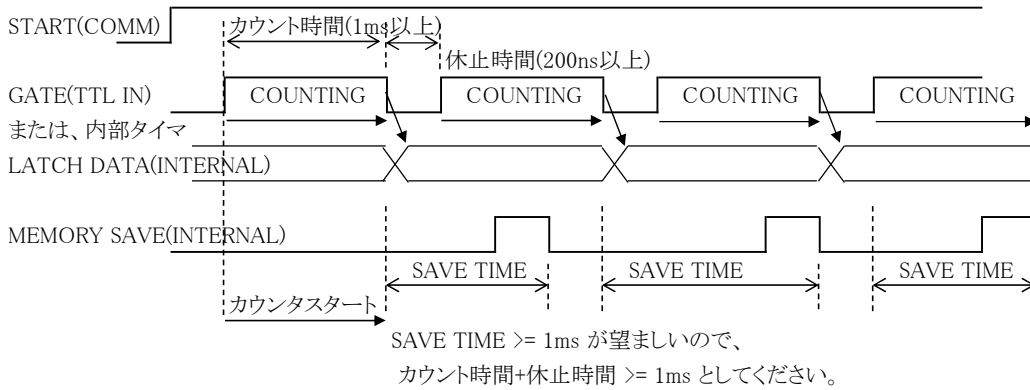 START(COMM)
カウント時間(1ms以上)
休止時間(200ns以上)
GATE(TTL IN)
COUNTING
COUNTING
COUNTING
COUNTING
または、内部タイマ
LATCH DATA(INTERNAL)
MEMORY SAVE(INTERNAL)
SAVE TIME
SAVE TIME
SAVE TIME
カウンタスタート
SAVE TIME >= 1ms が望ましいので、
カウント時間+休止時間 >= 1ms としてください。